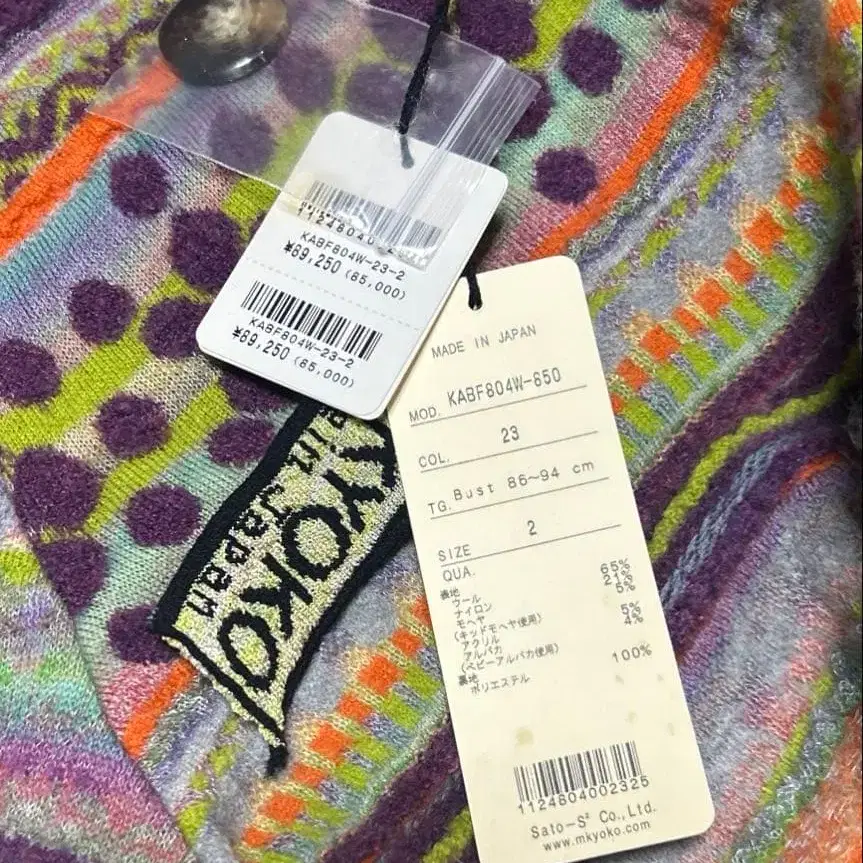 KABF804W-23-2
¥89,250 (85,000)
KABF804W-23-2
¥89,250 (85,000)
KYOKO
in Japan
MADE IN JAPAN
MOD. KABF804W-650
COL. 23
TG. Bust 86~94 cm
SIZE 2
QUA.
表地
ウール 65%
ナイロン 21%
モヘヤ 5%
(キッドモヘヤ使用)
アクリル 5%
アルパカ 4%
(ベビーアルパカ使用)
裏地
ポリエステル 100%
1124804002325
Sato-S² Co., Ltd.
www.mkyoko.com